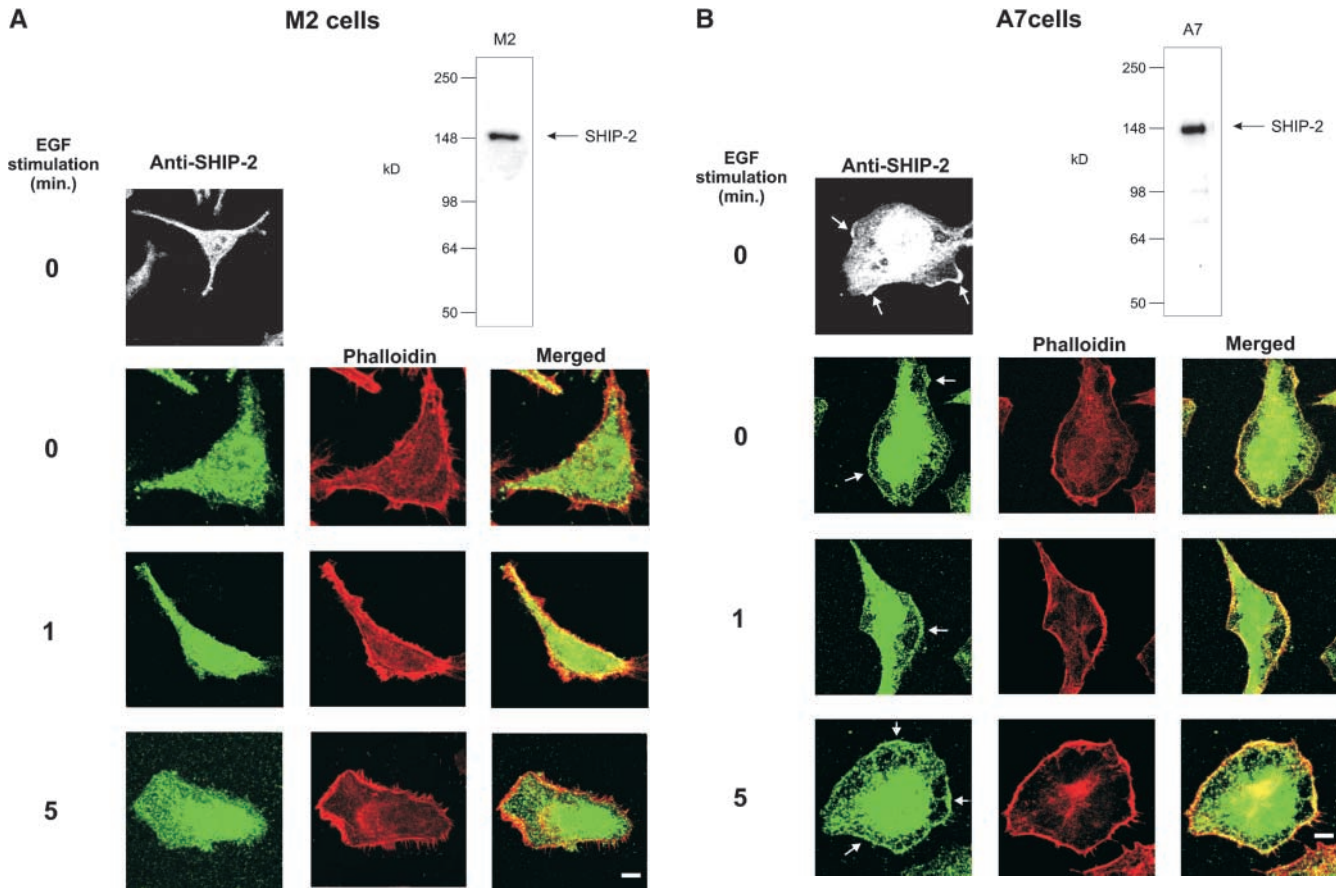 A
M2 cells
M2
250
148
98
64
50
kD
SHIP-2
EGF
stimulation
(min.)
Anti-SHIP-2
0
Phalloidin
Merged
0
1
5
B
A7cells
A7
250
148
98
64
50
kD
SHIP-2
EGF
stimulation
(min.)
Anti-SHIP-2
0
Phalloidin
Merged
0
1
5